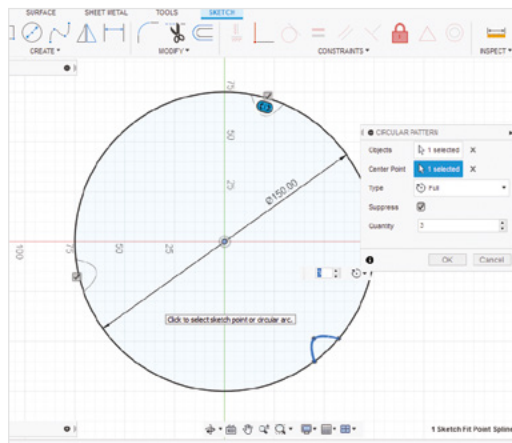 SURFACE SHEET METAL TOOLS SKETCH
CREATE MODIFY CONSTRAINTS INSPECT
CIRCULAR PATTERN
Objects 1 selected X
Center Point 1 selected X
Type Full
Suppress
Quantity 3
OK Cancel
75
50
25
Ø150.00
100 75 50 25
Click to select sketch point or circular arc.
1 Sketch Fit Point Spline